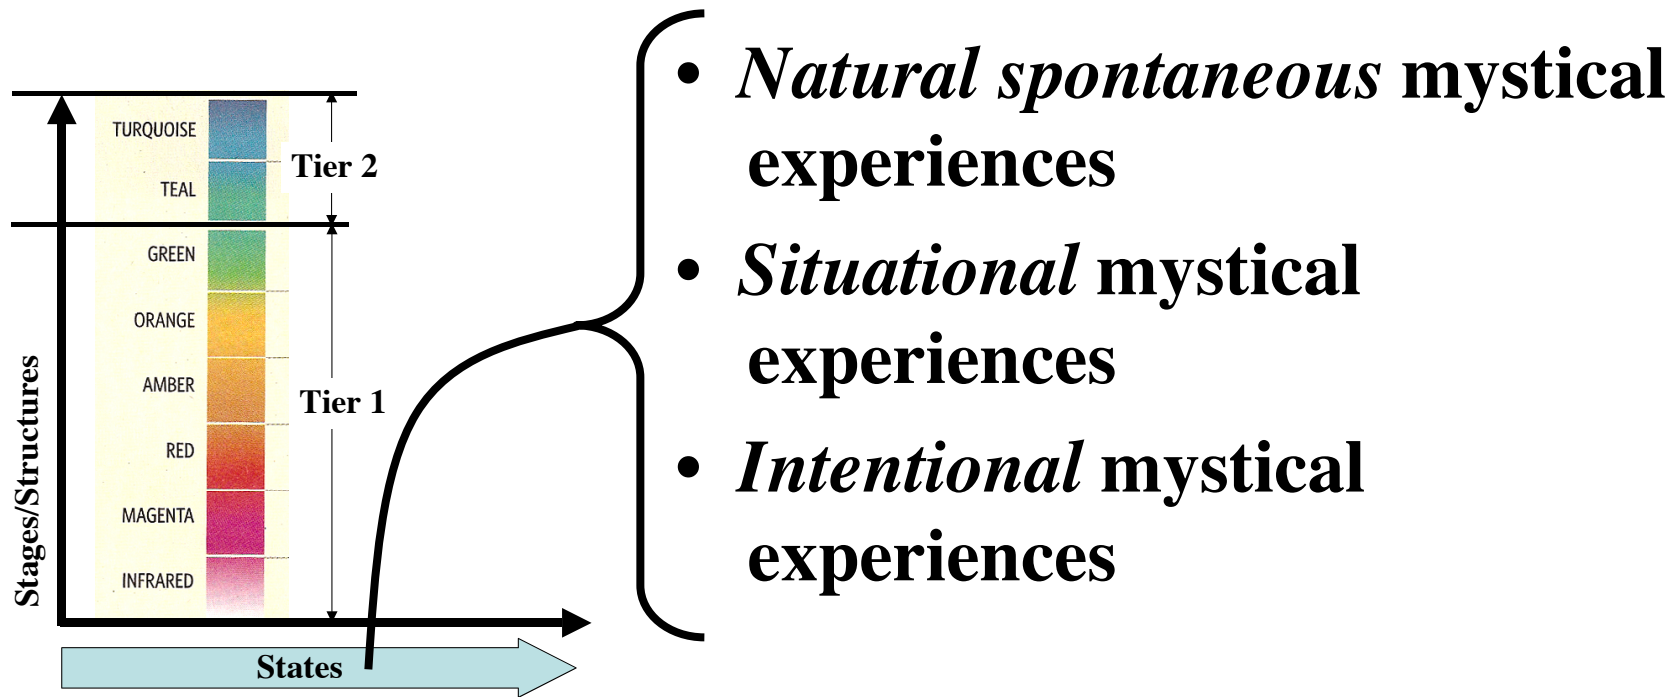 TURQUOISE
TEAL
Tier 2
GREEN
ORANGE
AMBER
Tier 1
RED
MAGENTA
INFRARED
Stages/Structures
States
• Natural spontaneous mystical
experiences
• Situational mystical
experiences
• Intentional mystical
experiences